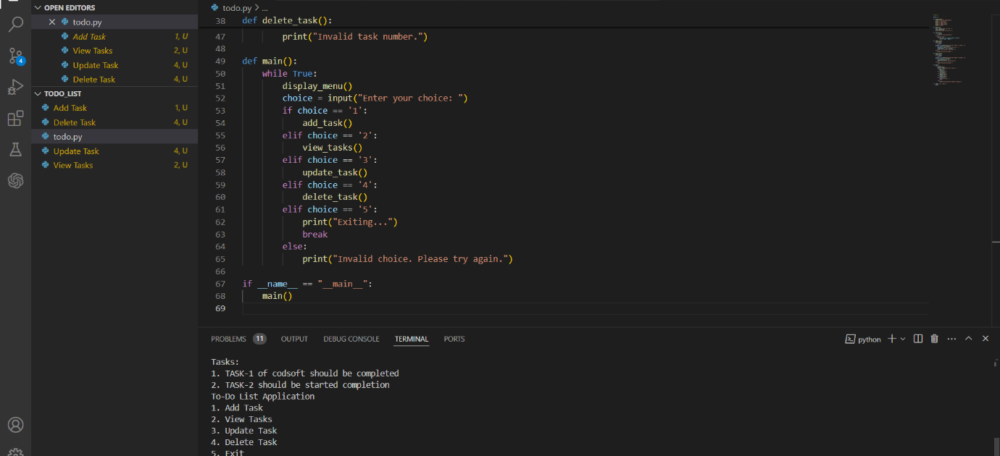 OPEN EDITORS
todo.py
Add Task 1, U
View Tasks 2, U
Update Task 4, U
Delete Task 4, U
TODO_LIST
Add Task 1, U
Delete Task 4, U
todo.py
Update Task 4, U
View Tasks 2, U
4
todo.py > ...
38 def delete_task():
47 print("Invalid task number.")
48
49 def main():
50 while True:
51 display_menu()
52 choice = input("Enter your choice: ")
53 if choice == '1':
54 add_task()
55 elif choice == '2':
56 view_tasks()
57 elif choice == '3':
58 update_task()
59 elif choice == '4':
60 delete_task()
61 elif choice == '5':
62 print("Exiting...")
63 break
64 else:
65 print("Invalid choice. Please try again.")
66
67 if __name__ == "__main__":
68 main()
69
PROBLEMS 11 OUTPUT DEBUG CONSOLE TERMINAL PORTS python
Tasks:
1. TASK-1 of codsoft should be completed
2. TASK-2 should be started completion
To-Do List Application
1. Add Task
2. View Tasks
3. Update Task
4. Delete Task
5. Exit